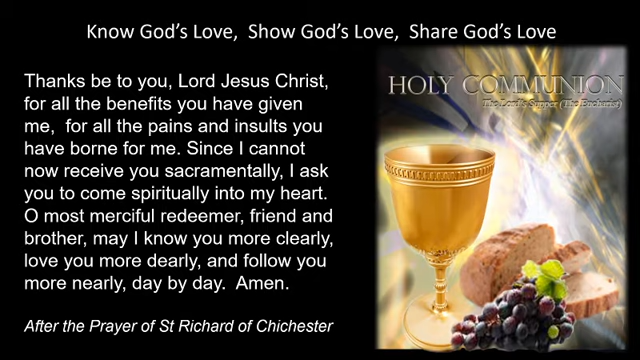 Know God's Love, Show God's Love, Share God's Love
Thanks be to you, Lord Jesus Christ,
for all the benefits you have given
me, for all the pains and insults you
have borne for me. Since I cannot
now receive you sacramentally, I ask
you to come spiritually into my heart.
O most merciful redeemer, friend and
brother, may I know you more clearly,
love you more dearly, and follow you
more nearly, day by day. Amen.
After the Prayer of St Richard of Chichester
HOLY COMMUNION
The Lord's Supper (The Eucharist)